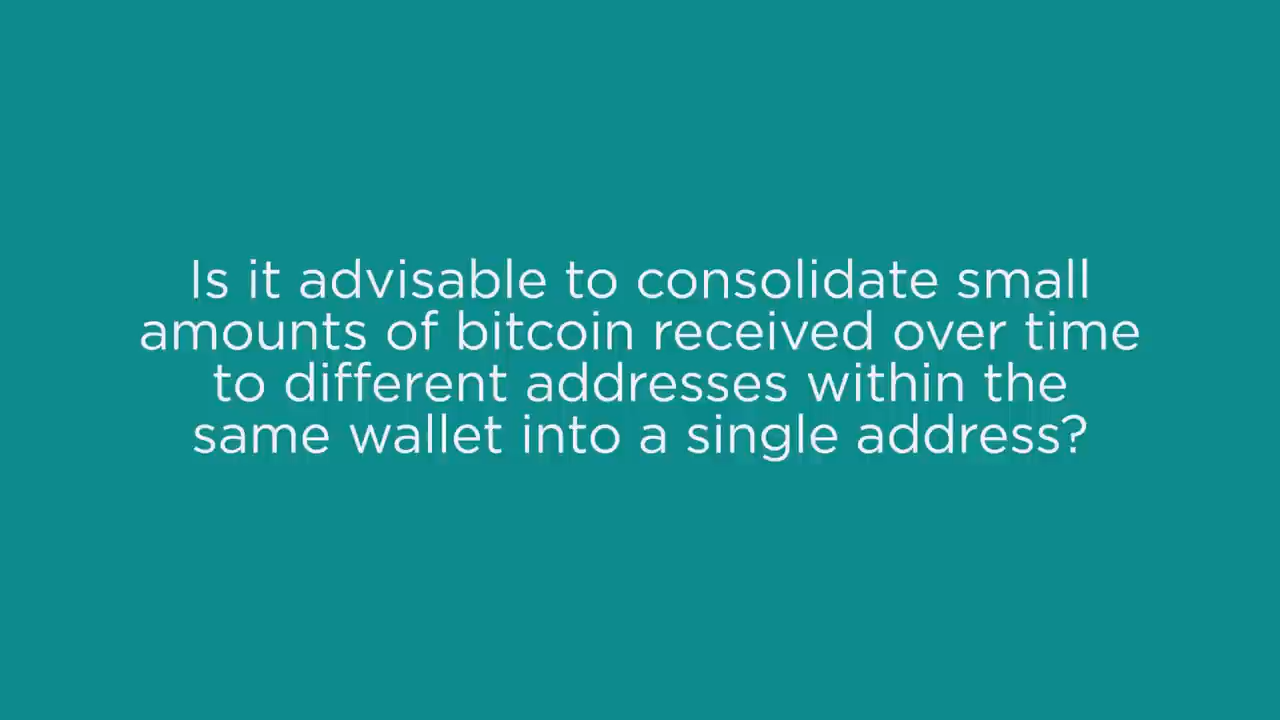 Is it advisable to consolidate small
amounts of bitcoin received over time
to different addresses within the
same wallet into a single address?